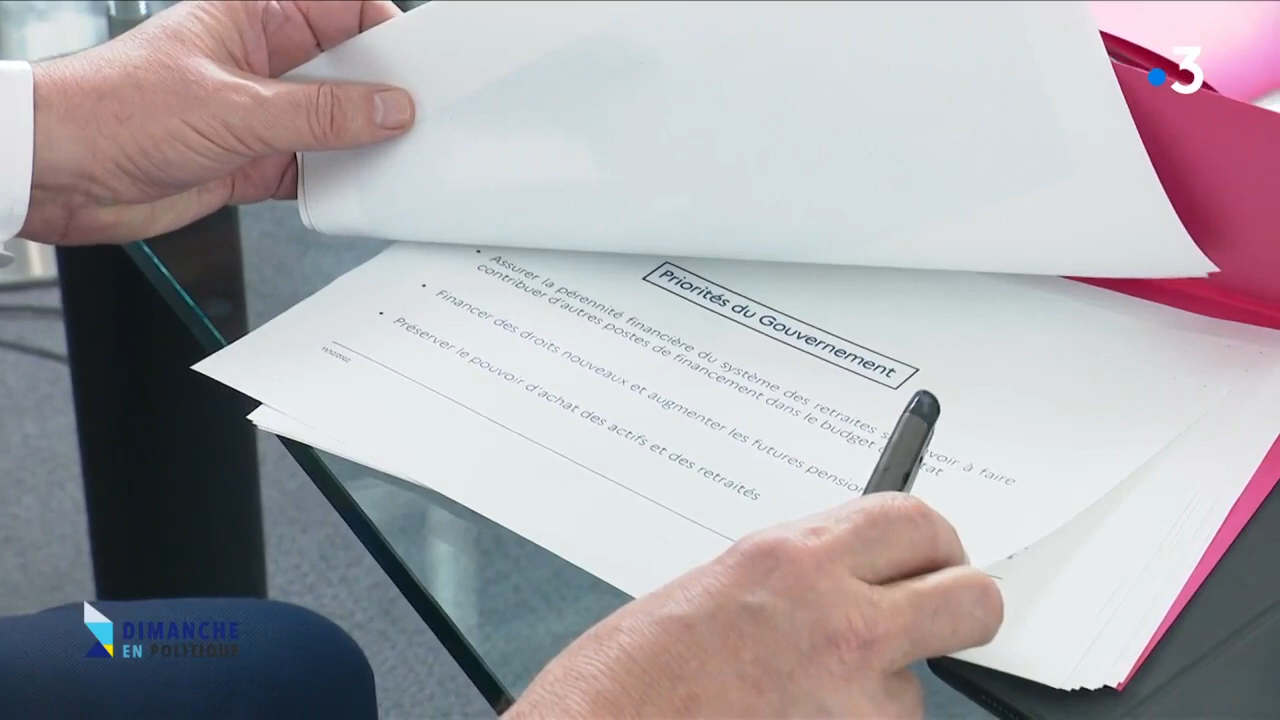 3
Priorités du Gouvernement
Assurer la pérennité financière du système des retraites à faire
contribuer d'autres postes de financement dans le budget
Financer des droits nouveaux et augmenter les futures
Préserver le pouvoir d'achat des actifs et des retraités
DIMANCHE
EN POLITIQUE